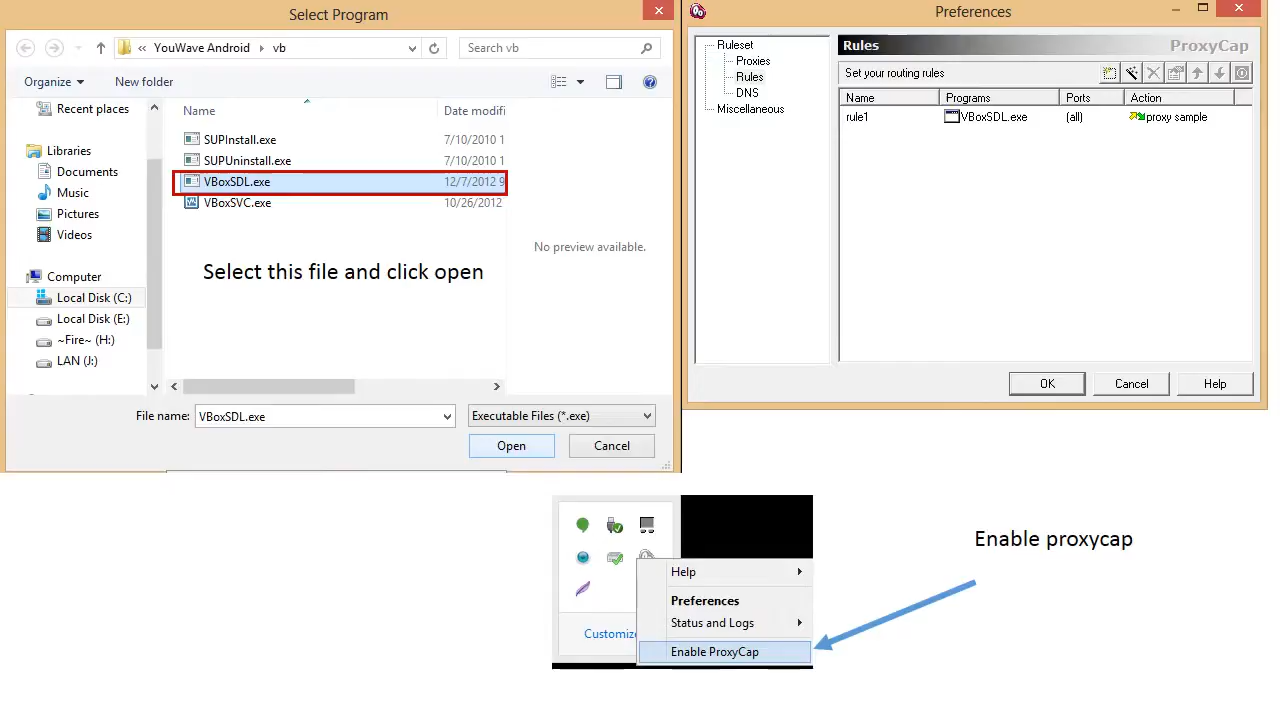 Select Program
« YouWave Android › vb
Search vb
Organize
New folder
Recent places
Libraries
Documents
Music
Pictures
Videos
Computer
Local Disk (C:)
Local Disk (E:)
~Fire~ (H:)
LAN (J:)
Name Date modifi
SUPInstall.exe 7/10/2010 1
SUPUninstall.exe 7/10/2010 1
VBoxSDL.exe 12/7/2012 9
VBoxSVC.exe 10/26/2012
No preview available.
Select this file and click open
File name: VBoxSDL.exe
Executable Files (*.exe)
Open Cancel
Preferences
Ruleset
Proxies
Rules
DNS
Miscellaneous
Rules ProxyCap
Set your routing rules
Name Programs Ports Action
rule1 VBoxSDL.exe (all) proxy sample
OK Cancel Help
Customize
Help
Preferences
Status and Logs
Enable ProxyCap
Enable proxycap